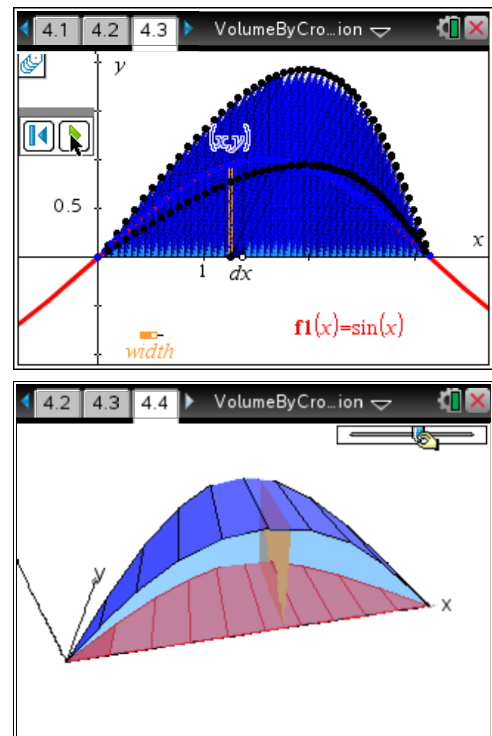 4.1 4.2 4.3 VolumeByCro...ion
y
(x,y)
0.5
x
1 dx
f1(x)=sin(x)
width
4.2 4.3 4.4 VolumeByCro...ion
y
x